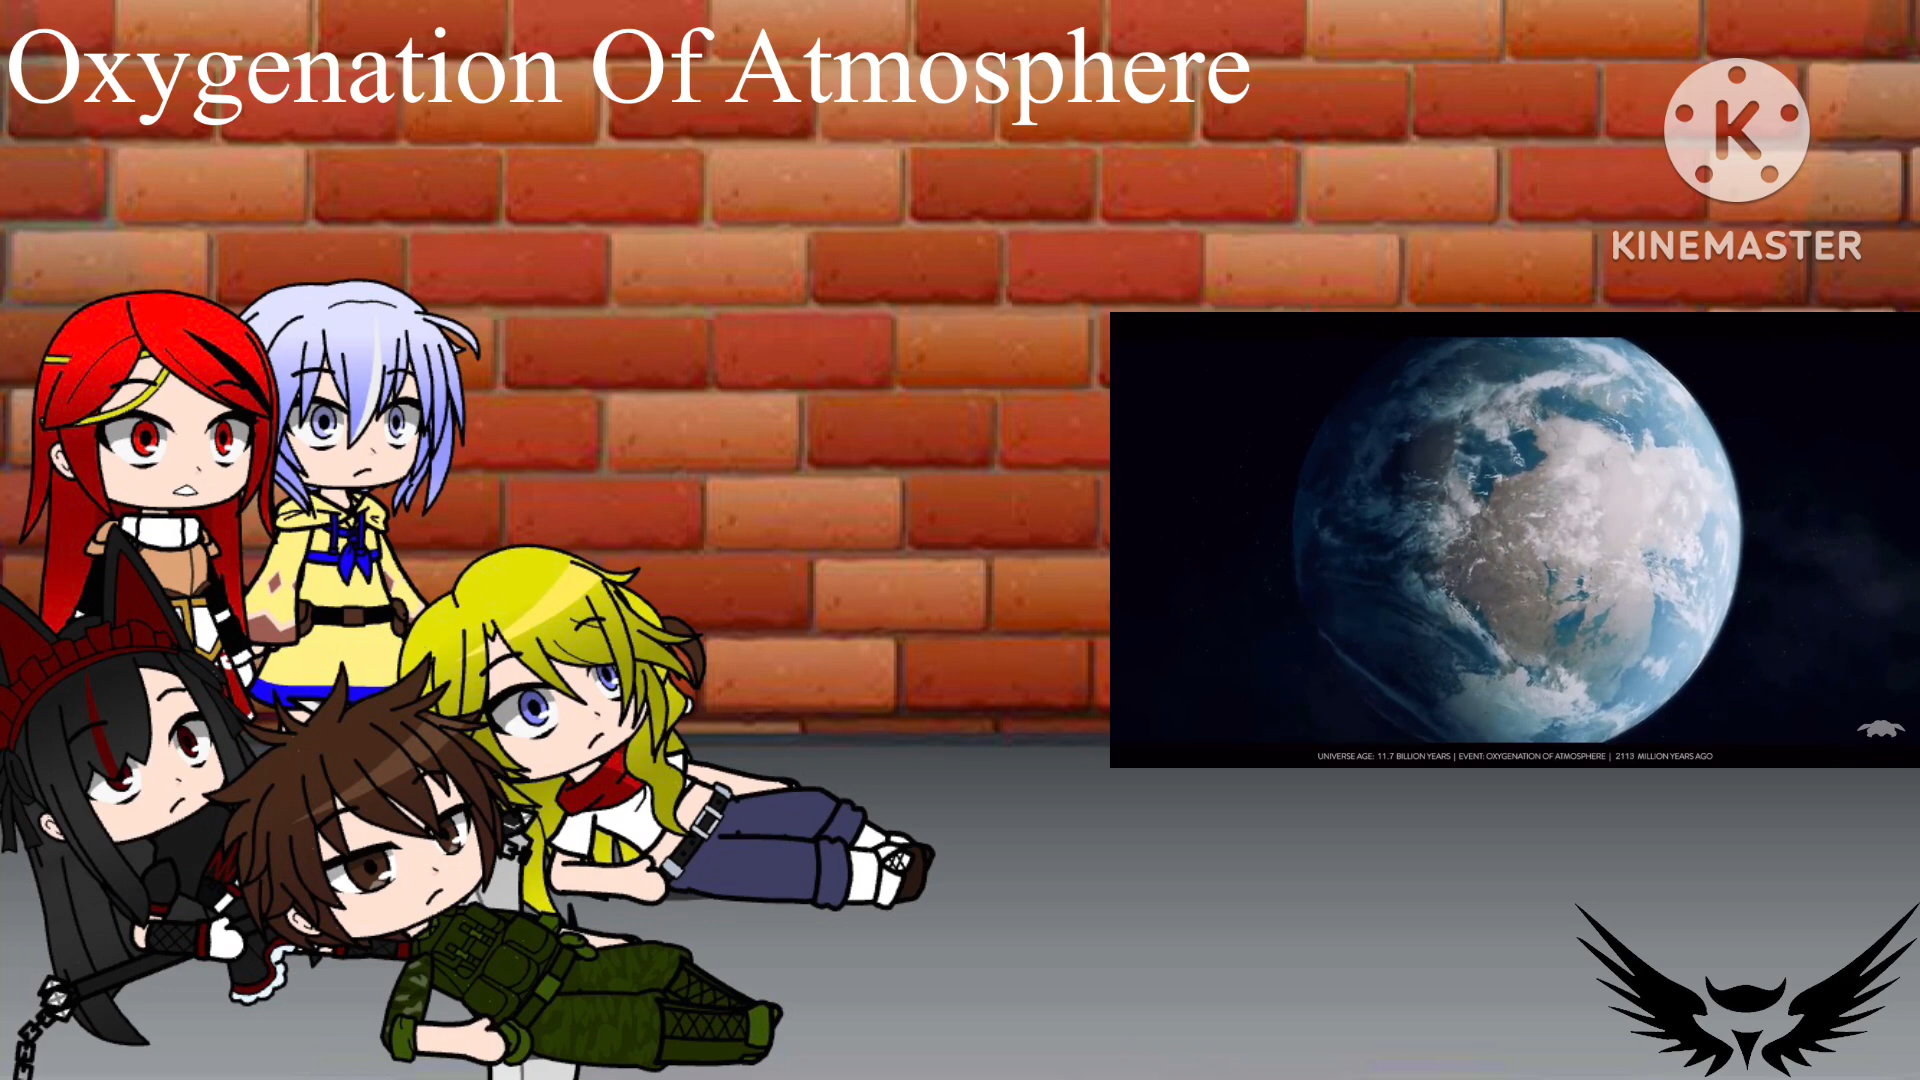 Oxygenation Of Atmosphere
K
KINEMASTER
UNIVERSE AGE: 11.7 BILLION YEARS | EVENT: OXYGENATION OF ATMOSPHERE | 2113 MILLION YEARS AGO